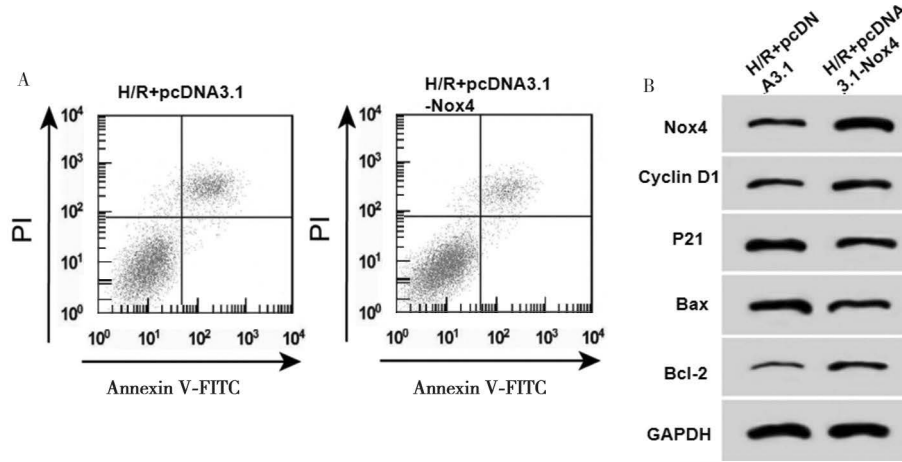 A
H/R+pcDNA3.1
10⁴
10³
10²
10¹
10⁰
PI
10⁰ 10¹ 10² 10³ 10⁴
Annexin V-FITC
H/R+pcDNA3.1
-Nox4
10⁴
10³
10²
10¹
10⁰
PI
10⁰ 10¹ 10² 10³ 10⁴
Annexin V-FITC
B
H/R+pcDN
A3.1
H/R+pcDNA
3.1-Nox4
Nox4
Cyclin D1
P21
Bax
Bcl-2
GAPDH